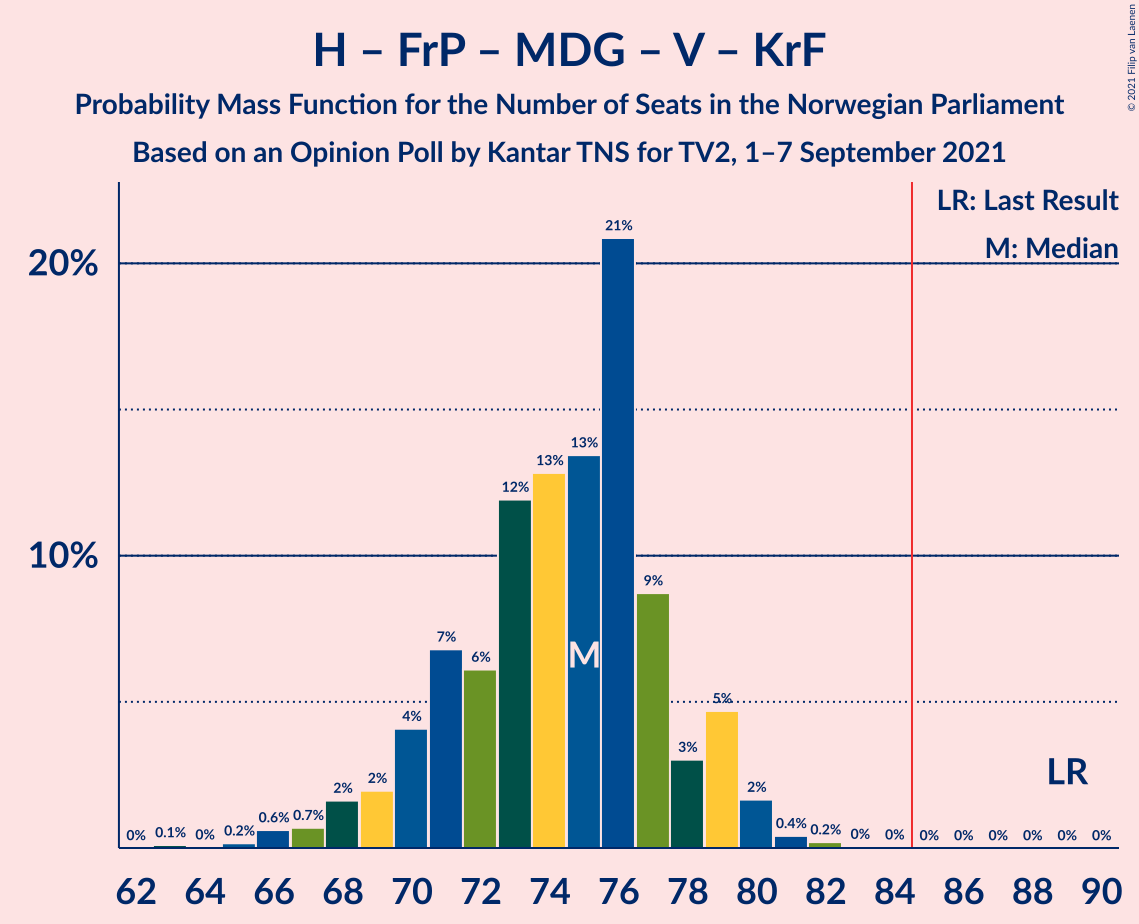 H – FrP – MDG – V – KrF
Probability Mass Function for the Number of Seats in the Norwegian Parliament
Based on an Opinion Poll by Kantar TNS for TV2, 1–7 September 2021
© 2021 Filip van Laenen
LR: Last Result
M: Median
20%
10%
0% 0.1% 0% 0.2% 0.6% 0.7% 2% 2% 4% 7% 6% 12% 13% 13% 21% 9% 3% 5% 2% 0.4% 0.2% 0% 0% 0% 0% 0% 0% 0% 0%
M
LR
62 64 66 68 70 72 74 76 78 80 82 84 86 88 90